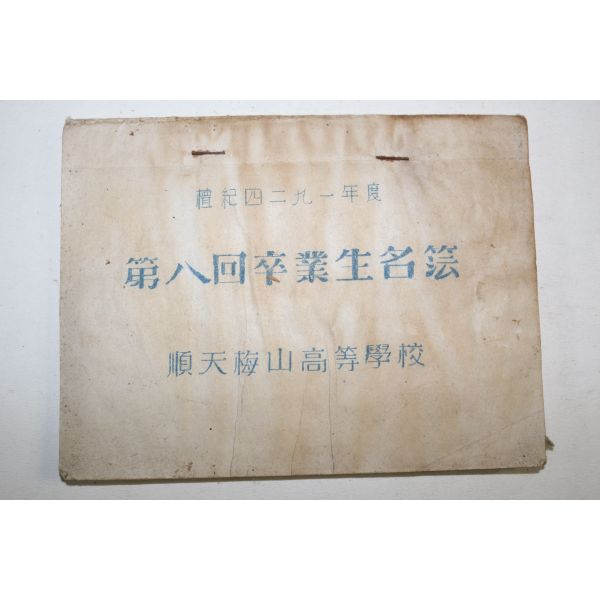 檀紀四二九一年度
第八回卒業生名簿
順天梅山高等學校